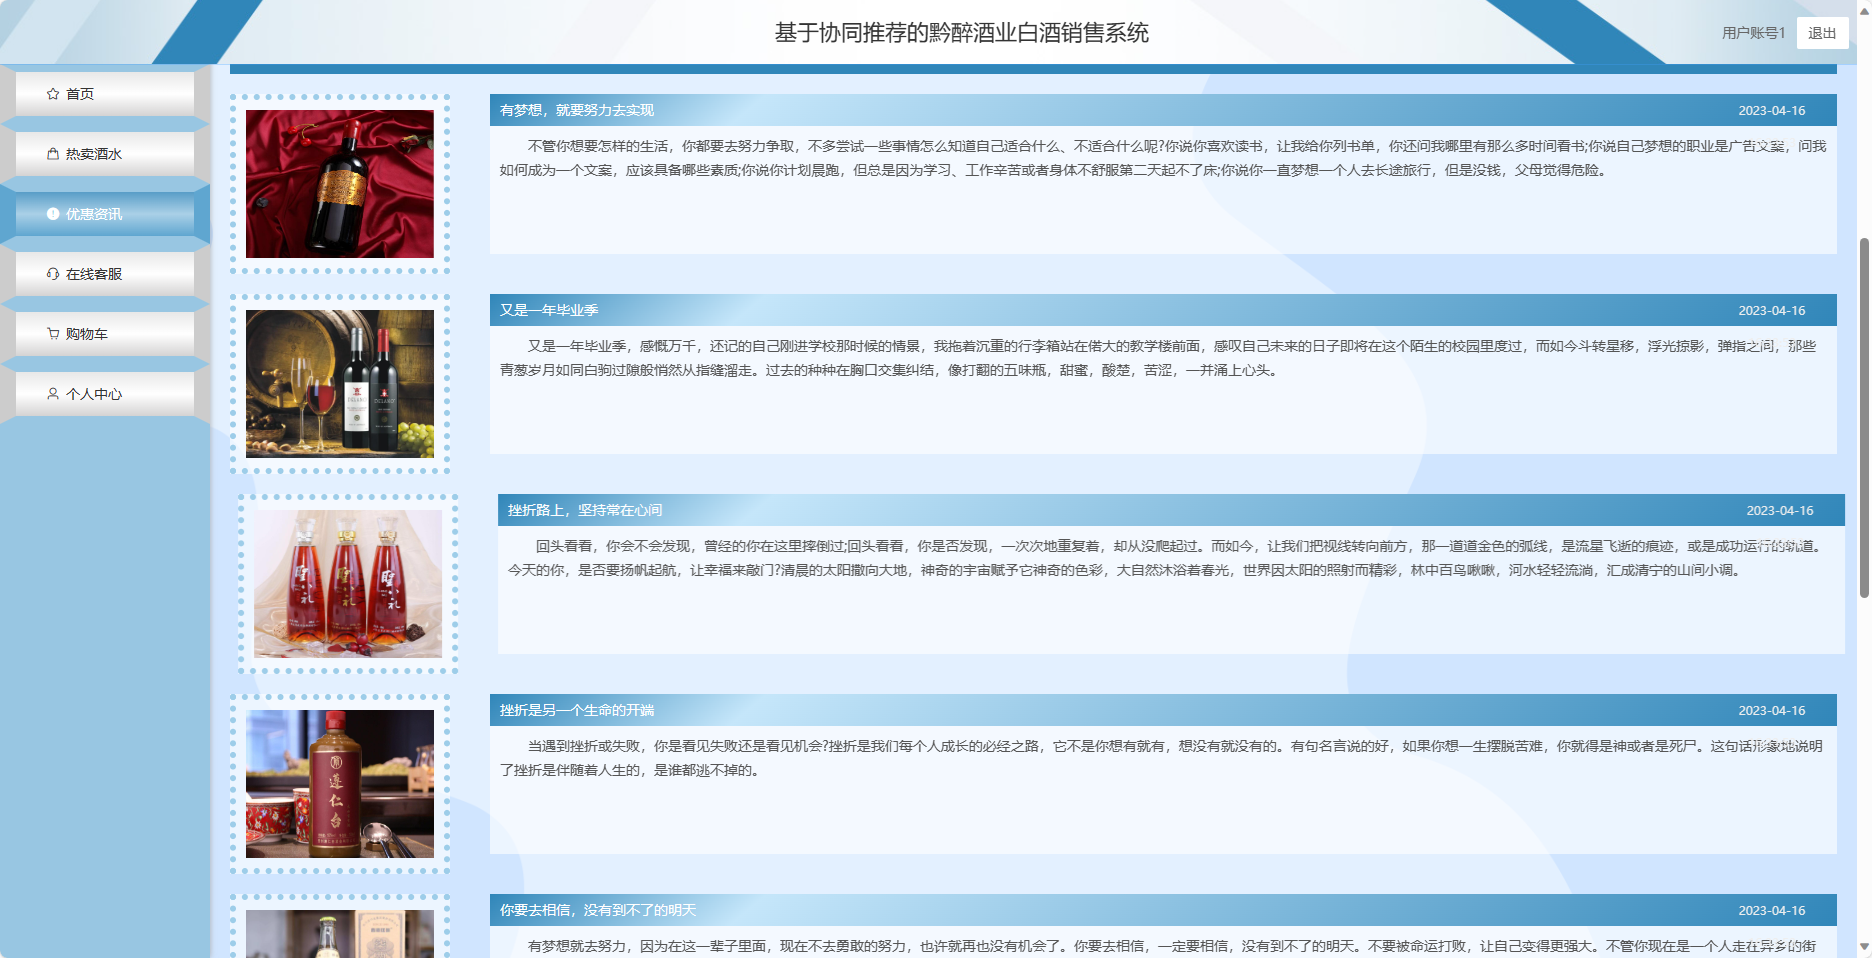 基于协同推荐的黔醉酒业白酒销售系统
用户账号1
退出
首页
热卖酒水
优惠资讯
在线客服
购物车
个人中心
有梦想，就要努力去实现
2023-04-16
不管你想要怎样的生活，你都要去努力争取，不多尝试一些事情怎么知道自己适合什么、不适合什么呢?你说你喜欢读书，让我给你列书单，你还问我哪里有那么多时间看书;你说自己梦想的职业是广告文案，问我
如何成为一个文案，应该具备哪些素质;你说你计划晨跑，但总是因为学习、工作辛苦或者身体不舒服第二天起不了床;你说你一直梦想一个人去长途旅行，但是没钱，父母觉得危险。
又是一年毕业季
2023-04-16
又是一年毕业季，感慨万千，还记的自己刚进学校那时候的情景，我拖着沉重的行李箱站在偌大的教学楼前面，感叹自己未来的日子即将在这个陌生的校园里度过，而如今斗转星移，浮光掠影，弹指之间，那些
青葱岁月如同白驹过隙般悄然从指缝溜走。过去的种种在胸口交集纠结，像打翻的五味瓶，甜蜜，酸楚，苦涩，一并涌上心头。
DELAKO
DELAKO
挫折路上，坚持常在心间
2023-04-16
回头看看，你会不会发现，曾经的你在这里摔倒过;回头看看，你是否发现，一次次地重复着，却从没爬起过。而如今，让我们把视线转向前方，那一道道金色的弧线，是流星飞逝的痕迹，或是成功运行的轨道。
今天的你，是否要扬帆起航，让幸福来敲门?清晨的太阳撒向大地，神奇的宇宙赋予它神奇的色彩，大自然沐浴着春光，世界因太阳的照射而精彩，林中百鸟啾啾，河水轻轻流淌，汇成清宁的山间小调。
挫折是另一个生命的开端
2023-04-16
当遇到挫折或失败，你是看见失败还是看见机会?挫折是我们每个人成长的必经之路，它不是你想有就有，想没有就没有的。有句名言说的好，如果你想一生摆脱苦难，你就得是神或者是死尸。这句话形象地说明
了挫折是伴随着人生的，是谁都逃不掉的。
遵仁台
你要去相信，没有到不了的明天
2023-04-16
有梦想就去努力，因为在这一辈子里面，现在不去勇敢的努力，也许就再也没有机会了。你要去相信，一定要相信，没有到不了的明天。不要被命运打败，让自己变得更强大。不管你现在是一个人走在异乡的街